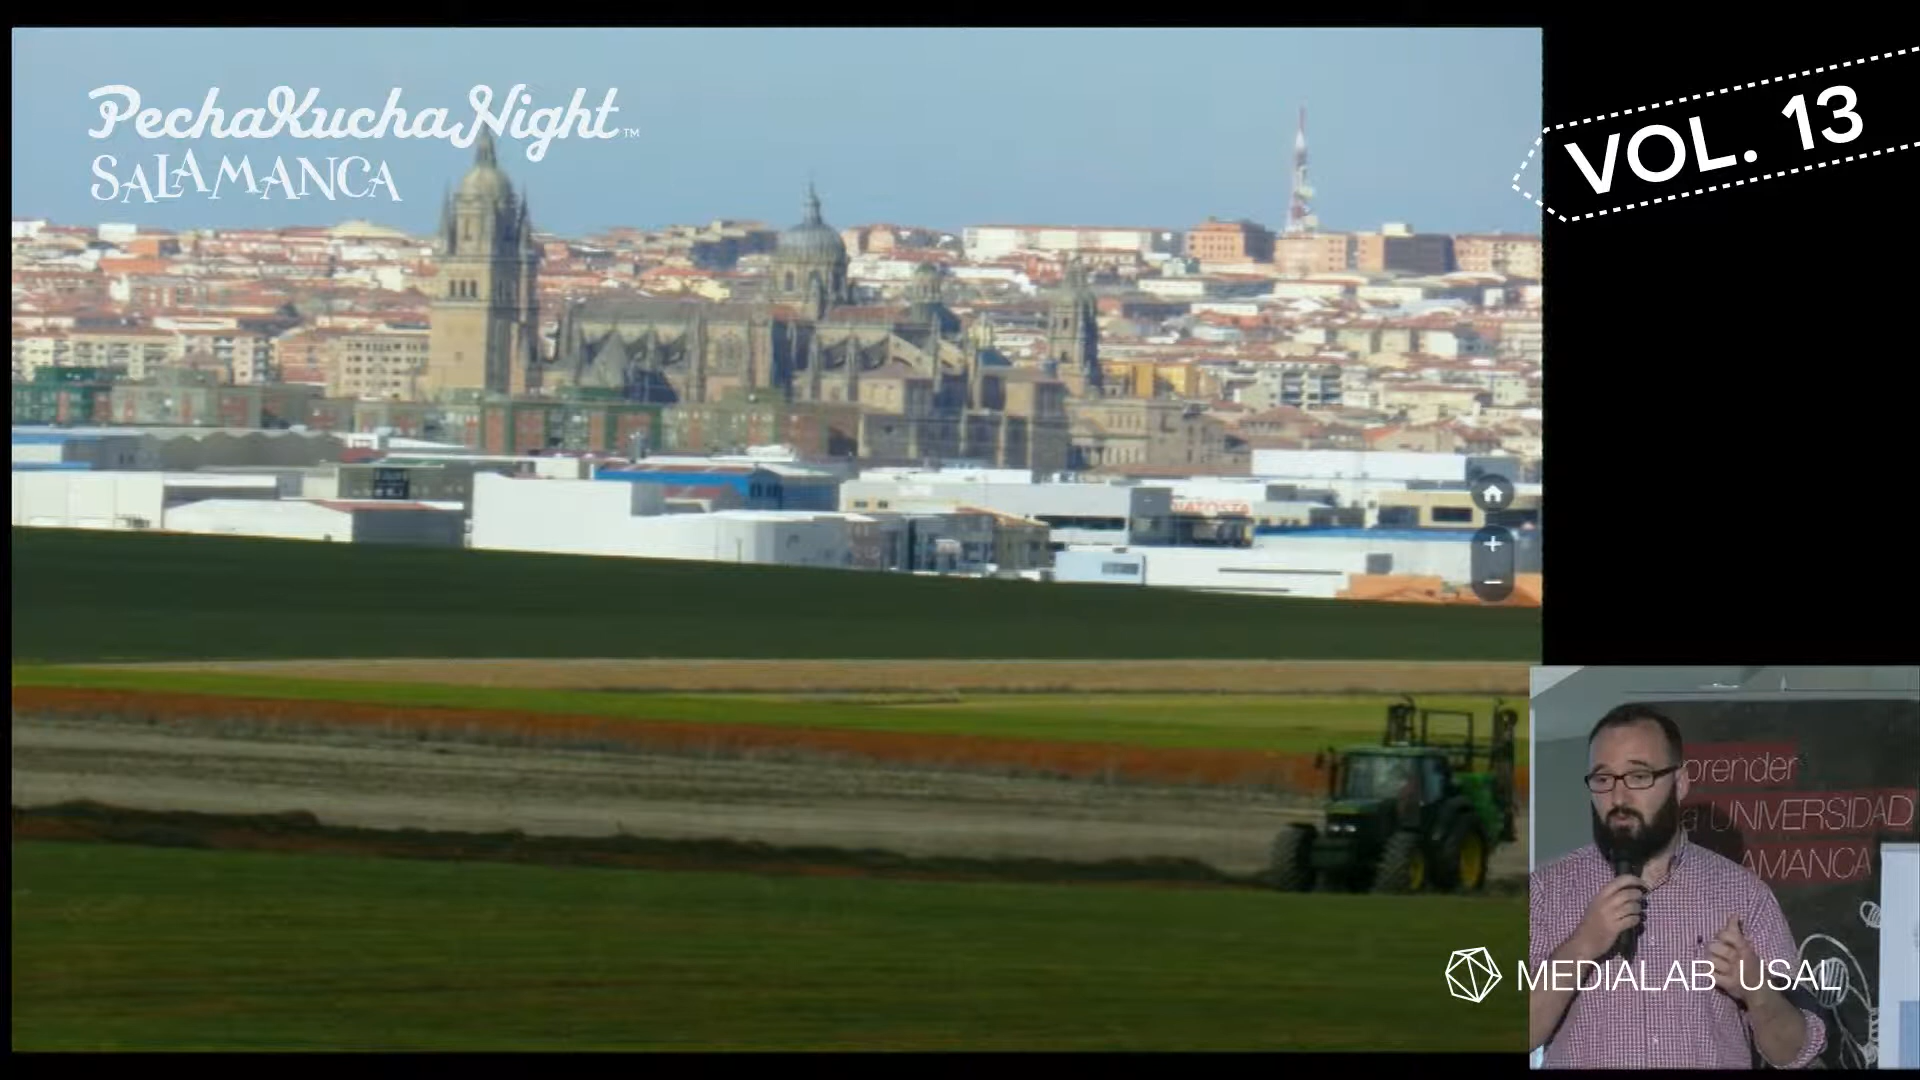 PechaKuchaNight™
SALAMANCA
VOL. 13
prender
a UNIVERSIDAD
AMANCA
MEDIALAB USAL